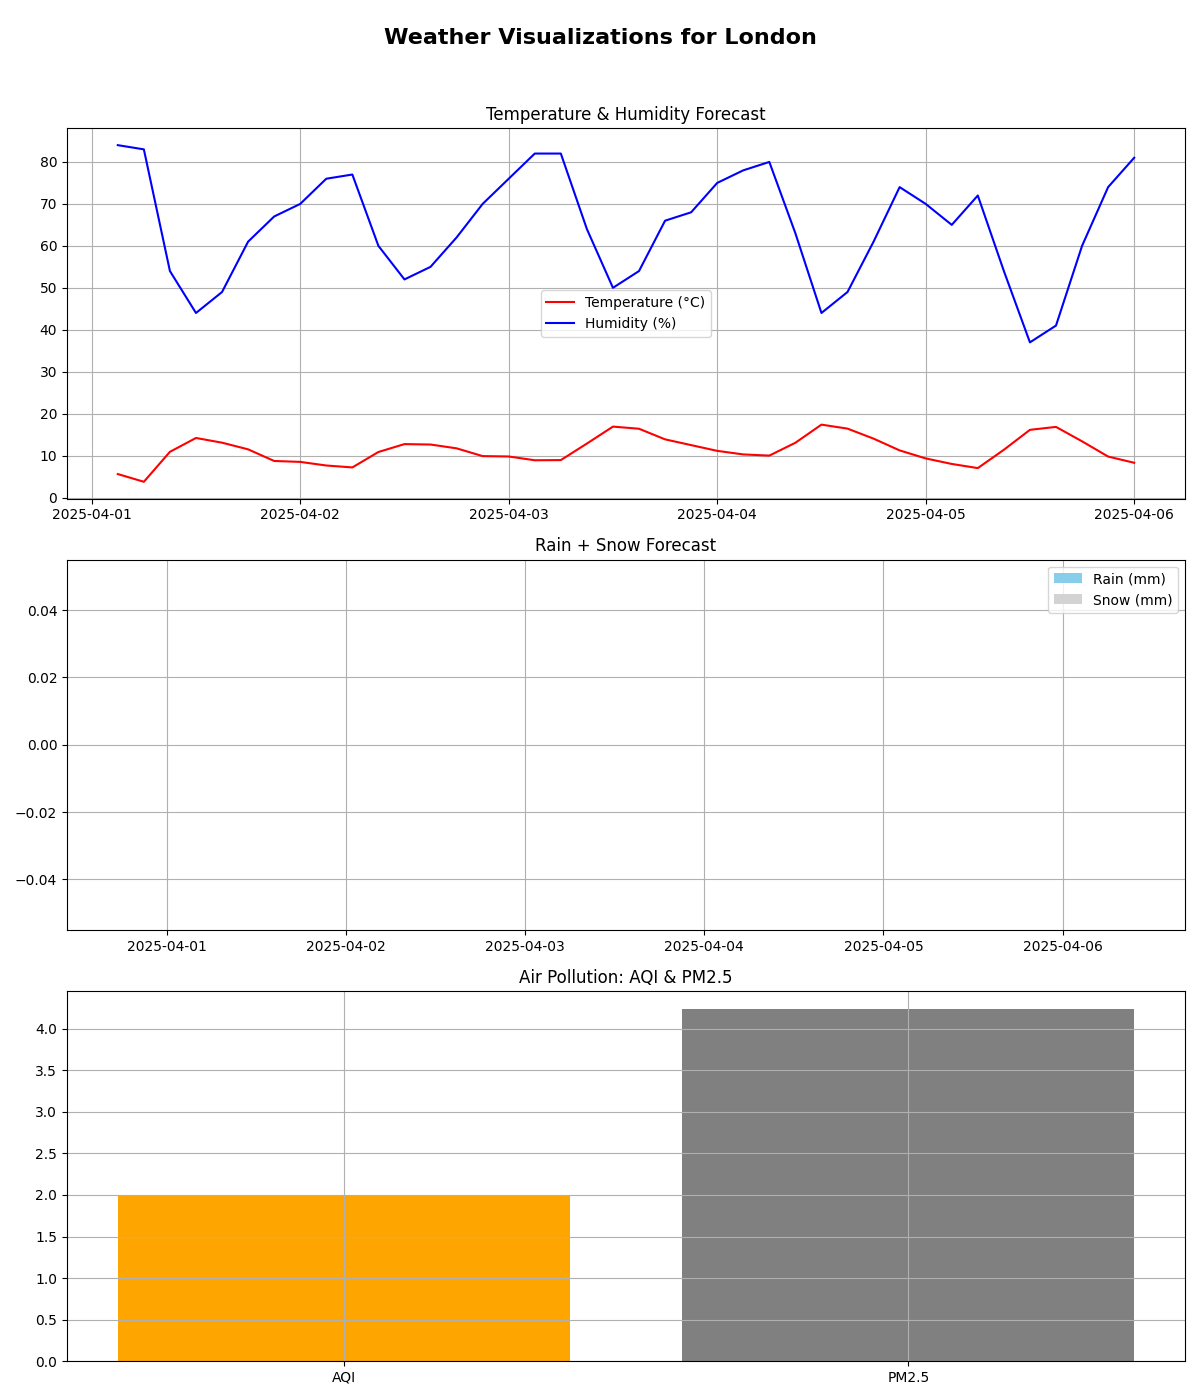 Weather Visualizations for London
Temperature & Humidity Forecast
80
70
60
50
40
30
20
10
0
Temperature (°C)
Humidity (%)
2025-04-01 2025-04-02 2025-04-03 2025-04-04 2025-04-05 2025-04-06
Rain + Snow Forecast
Rain (mm)
Snow (mm)
0.04
0.02
0.00
−0.02
−0.04
2025-04-01 2025-04-02 2025-04-03 2025-04-04 2025-04-05 2025-04-06
Air Pollution: AQI & PM2.5
4.0
3.5
3.0
2.5
2.0
1.5
1.0
0.5
0.0
AQI PM2.5